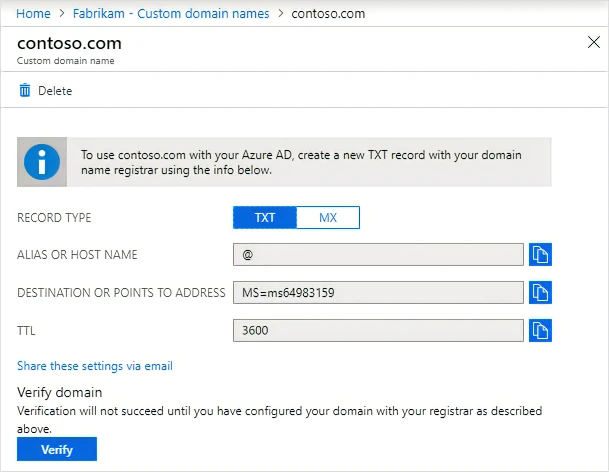 Home > Fabrikam - Custom domain names > contoso.com
contoso.com
Custom domain name
Delete
To use contoso.com with your Azure AD, create a new TXT record with your domain
name registrar using the info below.
RECORD TYPE TXT MX
ALIAS OR HOST NAME @
DESTINATION OR POINTS TO ADDRESS MS=ms64983159
TTL 3600
Share these settings via email
Verify domain
Verification will not succeed until you have configured your domain with your registrar as described
above.
Verify